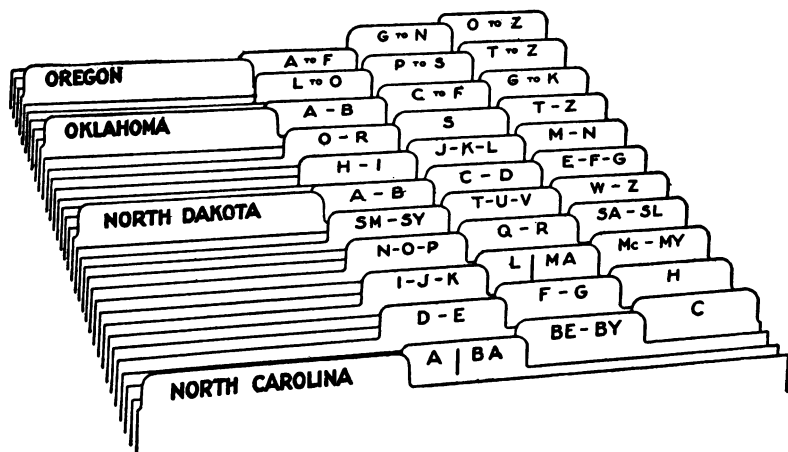 O TO Z
G TO N
A TO F
OREGON
T TO Z
P TO S
L TO O
G TO K
C TO F
A - B
OKLAHOMA
T - Z
S
O - R
M - N
J - K - L
H - I
E - F - G
C - D
A - B
NORTH DAKOTA
W - Z
T - U - V
SM - SY
SA - SL
Q - R
N - O - P
Mc - MY
L | MA
I - J - K
H
F - G
D - E
C
BE - BY
A | BA
NORTH CAROLINA